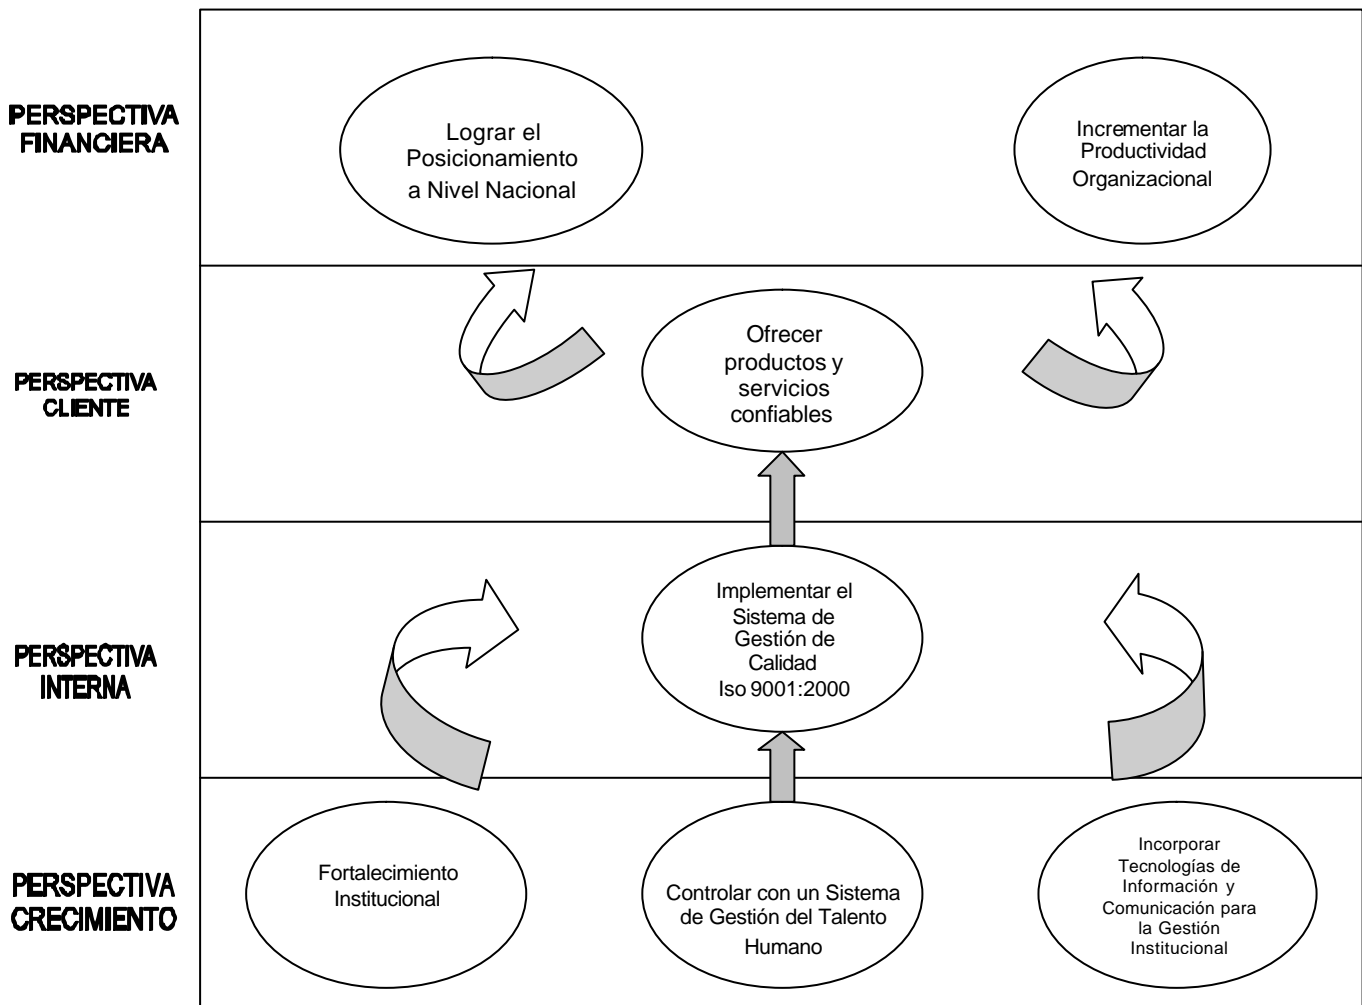 PERSPECTIVA
FINANCIERA
Lograr el
Posicionamiento
a Nivel Nacional
Incrementar la
Productividad
Organizacional
PERSPECTIVA
CLIENTE
Ofrecer
productos y
servicios
confiables
PERSPECTIVA
INTERNA
Implementar el
Sistema de
Gestión de
Calidad
Iso 9001:2000
PERSPECTIVA
CRECIMIENTO
Fortalecimiento
Institucional
Controlar con un Sistema
de Gestión del Talento
Humano
Incorporar
Tecnologías de
Información y
Comunicación para
la Gestión
Institucional